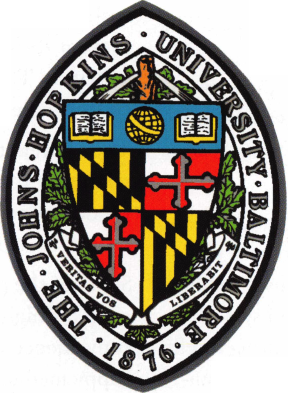 THE · JOHNS · HOPKINS · UNIVERSITY · BALTIMORE · 1876 ·
VERITAS VOS
LIBERABIT